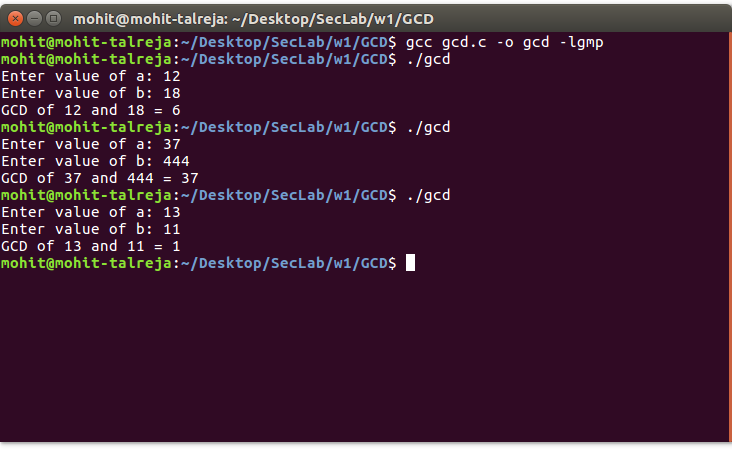 mohit@mohit-talreja: ~/Desktop/SecLab/w1/GCD
mohit@mohit-talreja:~/Desktop/SecLab/w1/GCD$ gcc gcd.c -o gcd -lgmp
mohit@mohit-talreja:~/Desktop/SecLab/w1/GCD$ ./gcd
Enter value of a: 12
Enter value of b: 18
GCD of 12 and 18 = 6
mohit@mohit-talreja:~/Desktop/SecLab/w1/GCD$ ./gcd
Enter value of a: 37
Enter value of b: 444
GCD of 37 and 444 = 37
mohit@mohit-talreja:~/Desktop/SecLab/w1/GCD$ ./gcd
Enter value of a: 13
Enter value of b: 11
GCD of 13 and 11 = 1
mohit@mohit-talreja:~/Desktop/SecLab/w1/GCD$